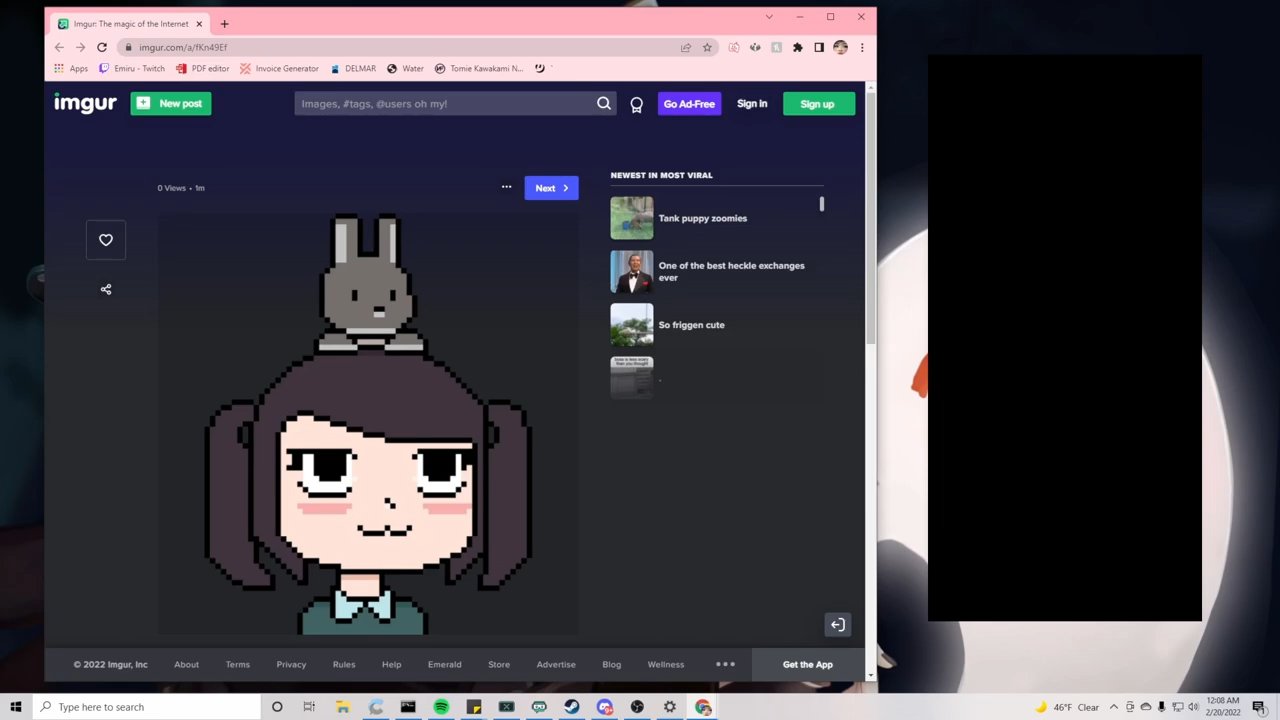 Imgur: The magic of the Internet
imgur.com/a/fKn49Ef
Apps
Emiru - Twitch
PDF editor
Invoice Generator
DELMAR
Water
Tomie Kawakami N...
imgur
New post
Images, #tags, @users oh my!
Go Ad-Free
Sign in
Sign up
0 Views • 1m
Next
NEWEST IN MOST VIRAL
Tank puppy zoomies
One of the best heckle exchanges
ever
So friggen cute
.
© 2022 Imgur, Inc
About
Terms
Privacy
Rules
Help
Emerald
Store
Advertise
Blog
Wellness
Get the App
Type here to search
46°F Clear
12:08 AM
2/20/2022